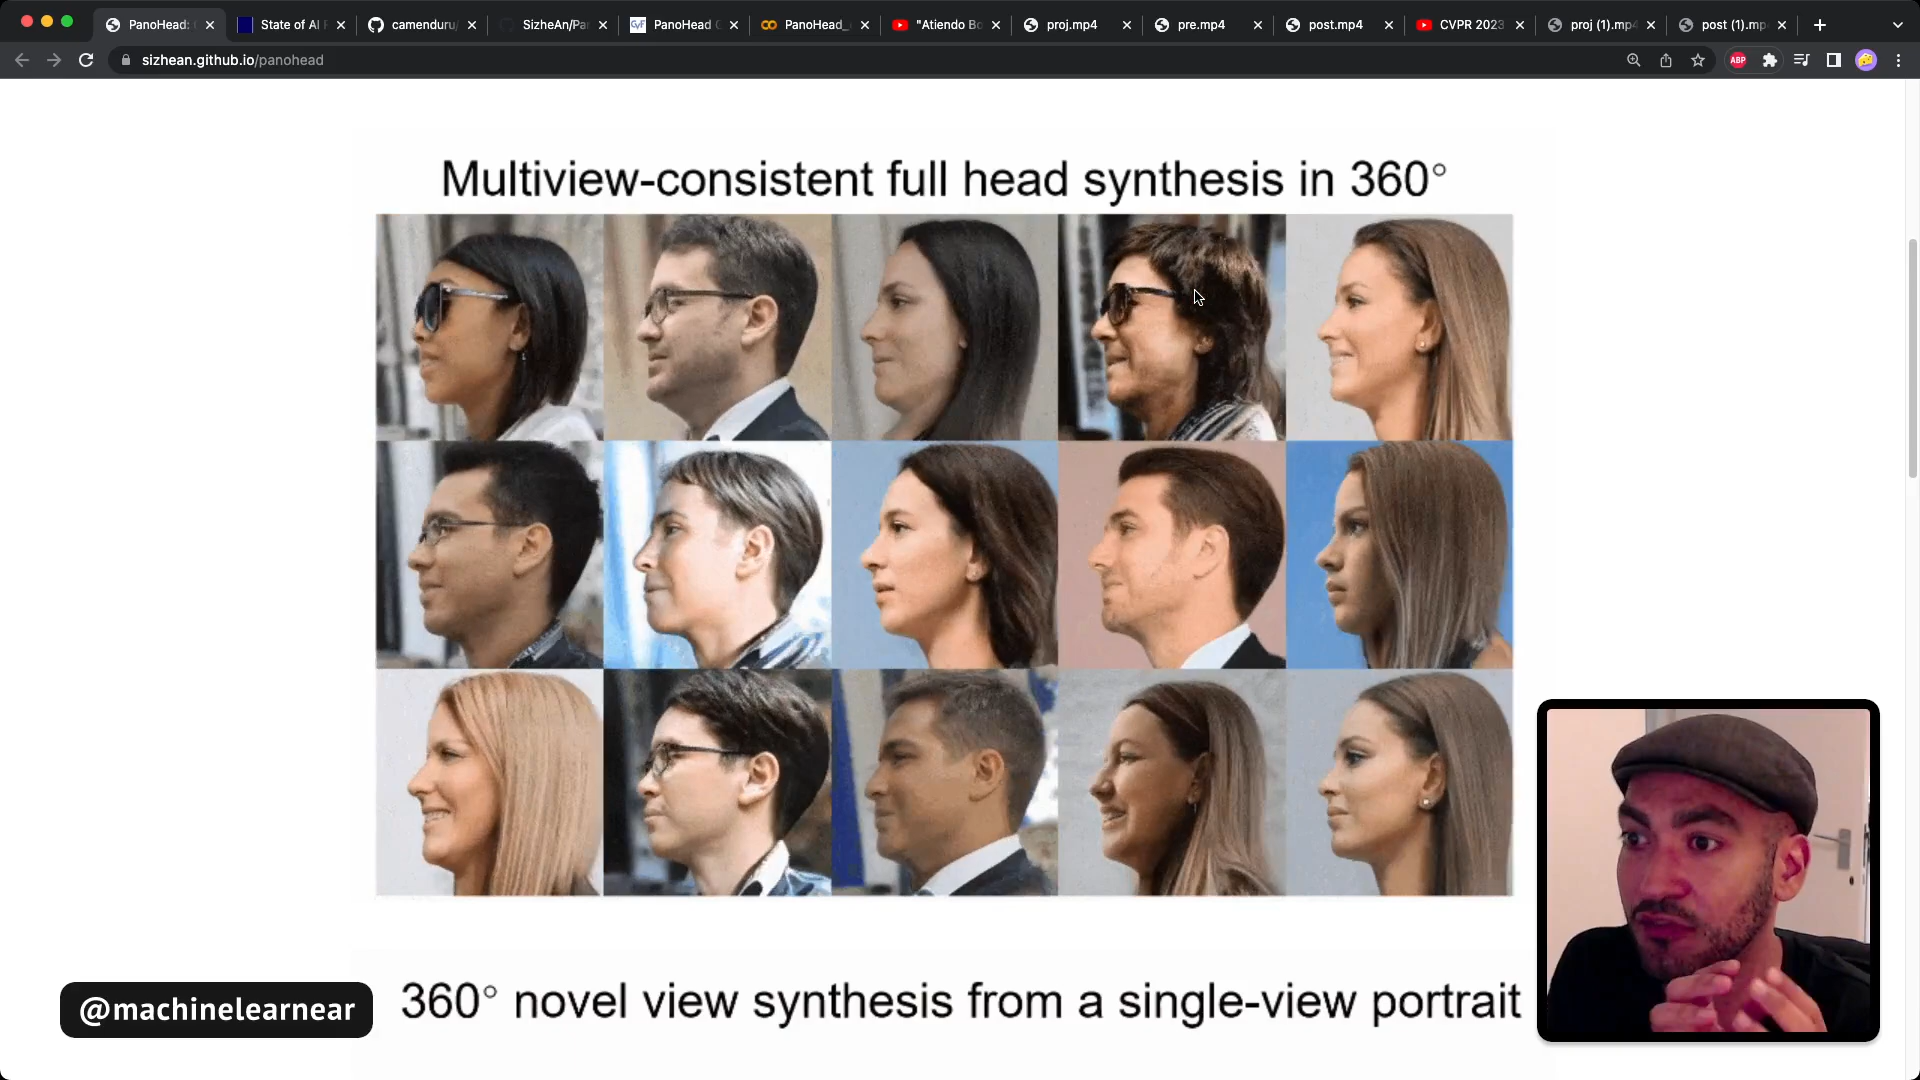 PanoHead:
State of AI
camenduru/
SizheAn/Pa
PanoHead
PanoHead_
"Atiendo Bo
proj.mp4
pre.mp4
post.mp4
CVPR 2023
proj (1).mp4
post (1).mp
sizhean.github.io/panohead
ABP
Multiview-consistent full head synthesis in 360°
360° novel view synthesis from a single-view portrait
@machinelearnear